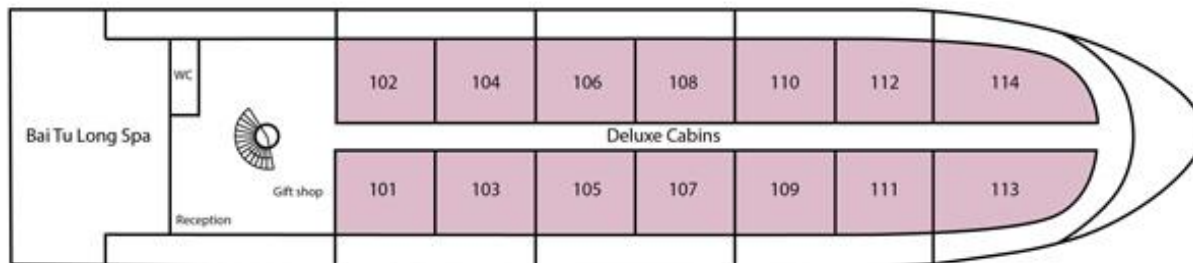 WC
102
104
106
108
110
112
114
Bai Tu Long Spa
Deluxe Cabins
Gift shop
101
103
105
107
109
111
113
Reception